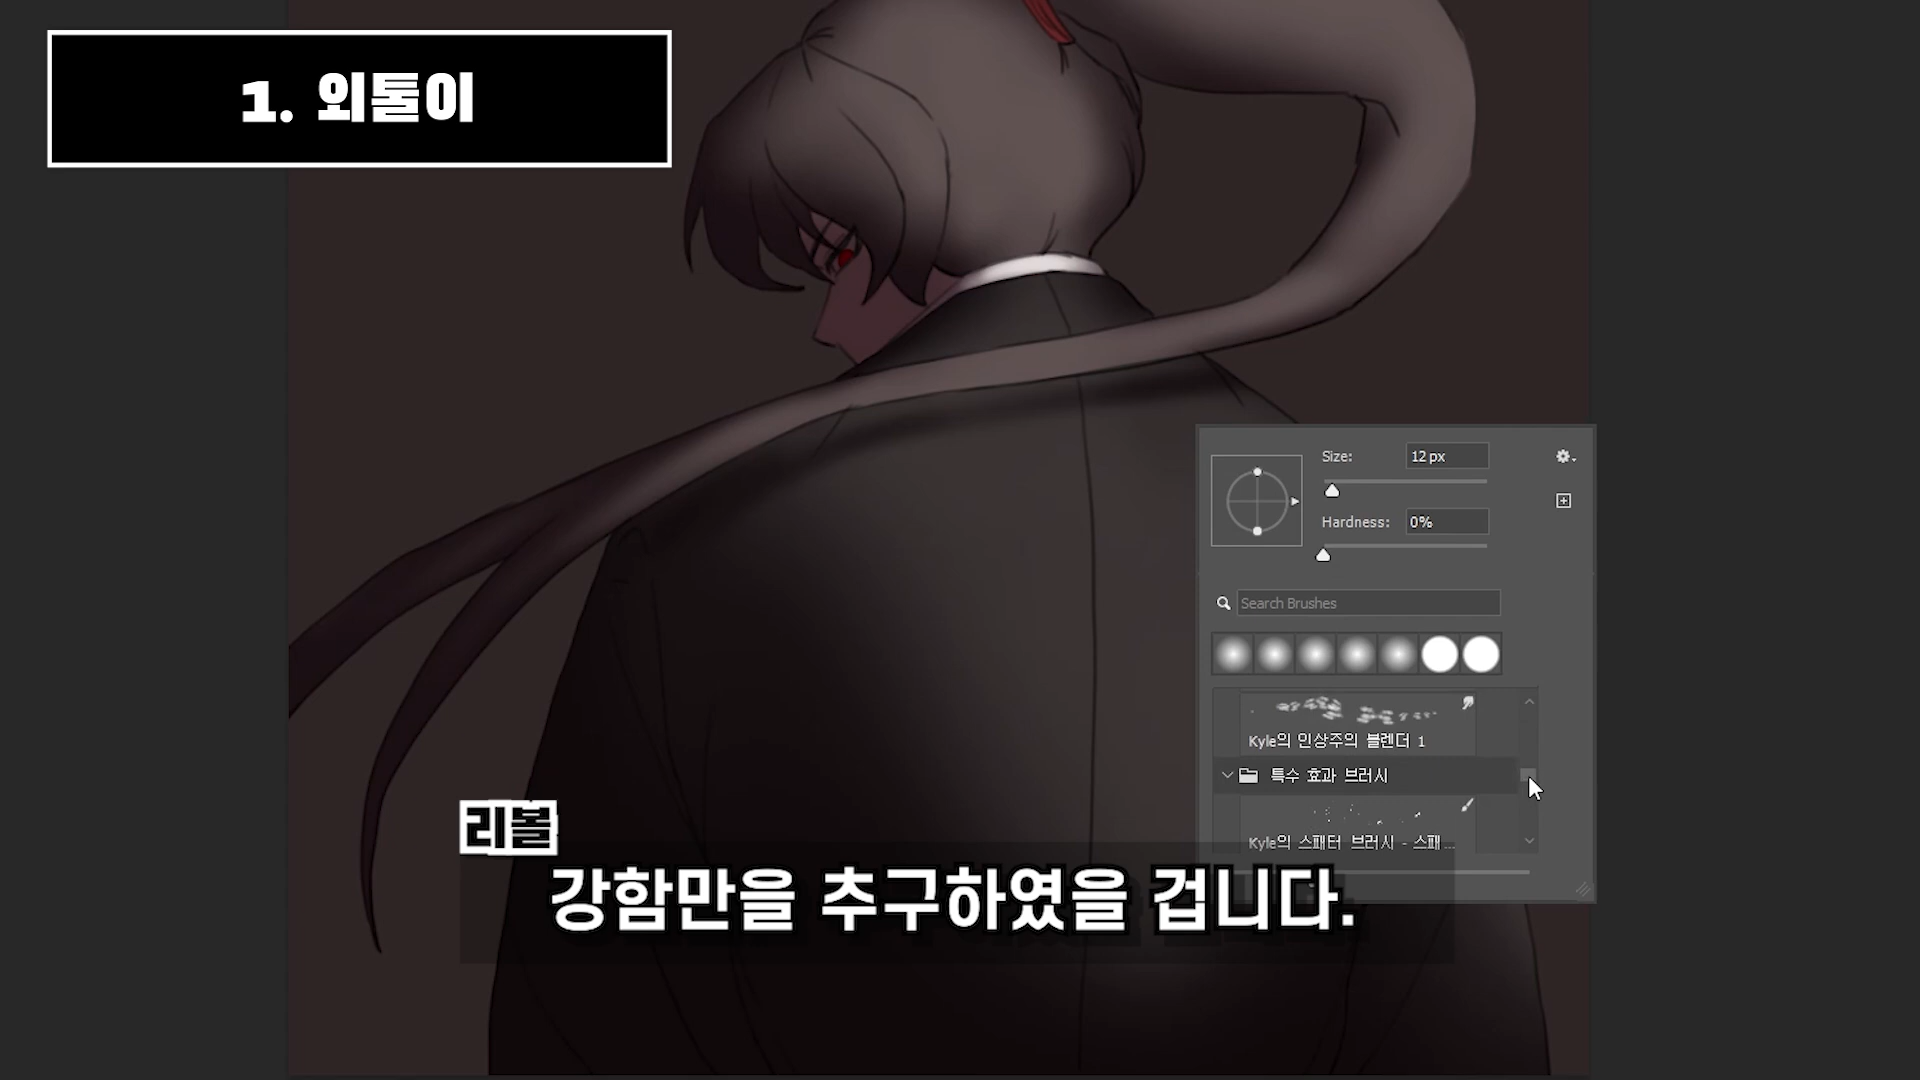 1. 외톨이
Size: 12 px
Hardness: 0%
Search Brushes
Kyle의 인상주의 블렌더 1
특수 효과 브러시
Kyle의 스패터 브러시 - 스패...
리볼
강함만을 추구하였을 겁니다.